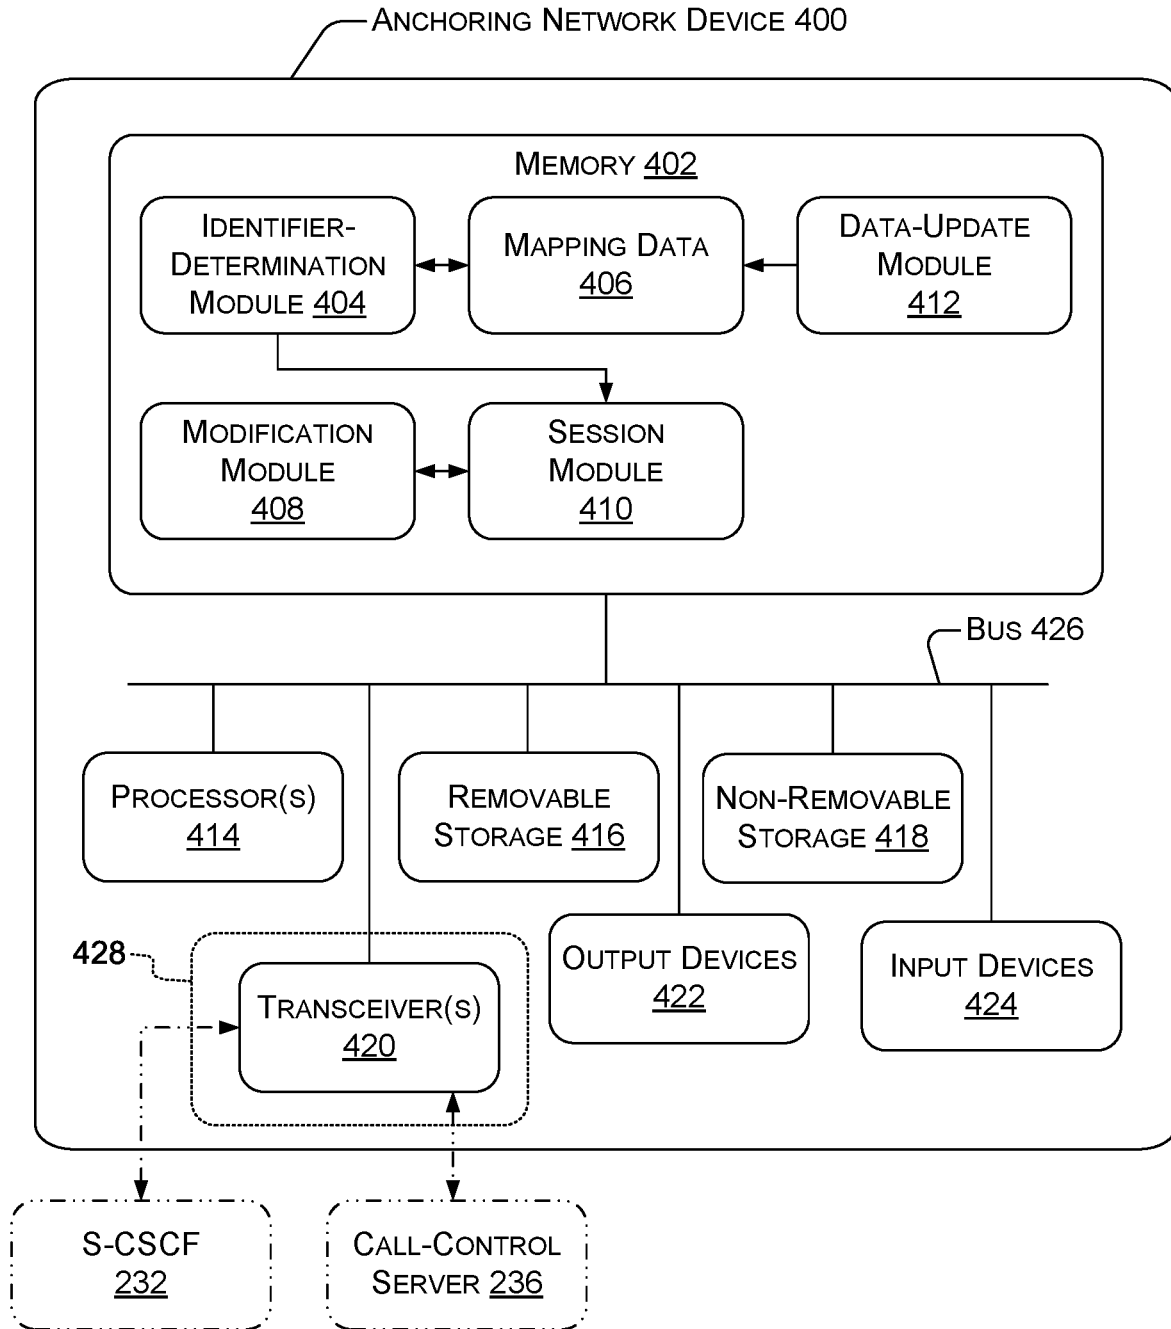 ANCHORING NETWORK DEVICE 400
MEMORY 402
IDENTIFIER-
DETERMINATION
MODULE 404
MAPPING DATA
406
DATA-UPDATE
MODULE
412
MODIFICATION
MODULE
408
SESSION
MODULE
410
BUS 426
PROCESSOR(S)
414
REMOVABLE
STORAGE 416
NON-REMOVABLE
STORAGE 418
428
TRANSCEIVER(S)
420
OUTPUT DEVICES
422
INPUT DEVICES
424
S-CSCF
232
CALL-CONTROL
SERVER 236